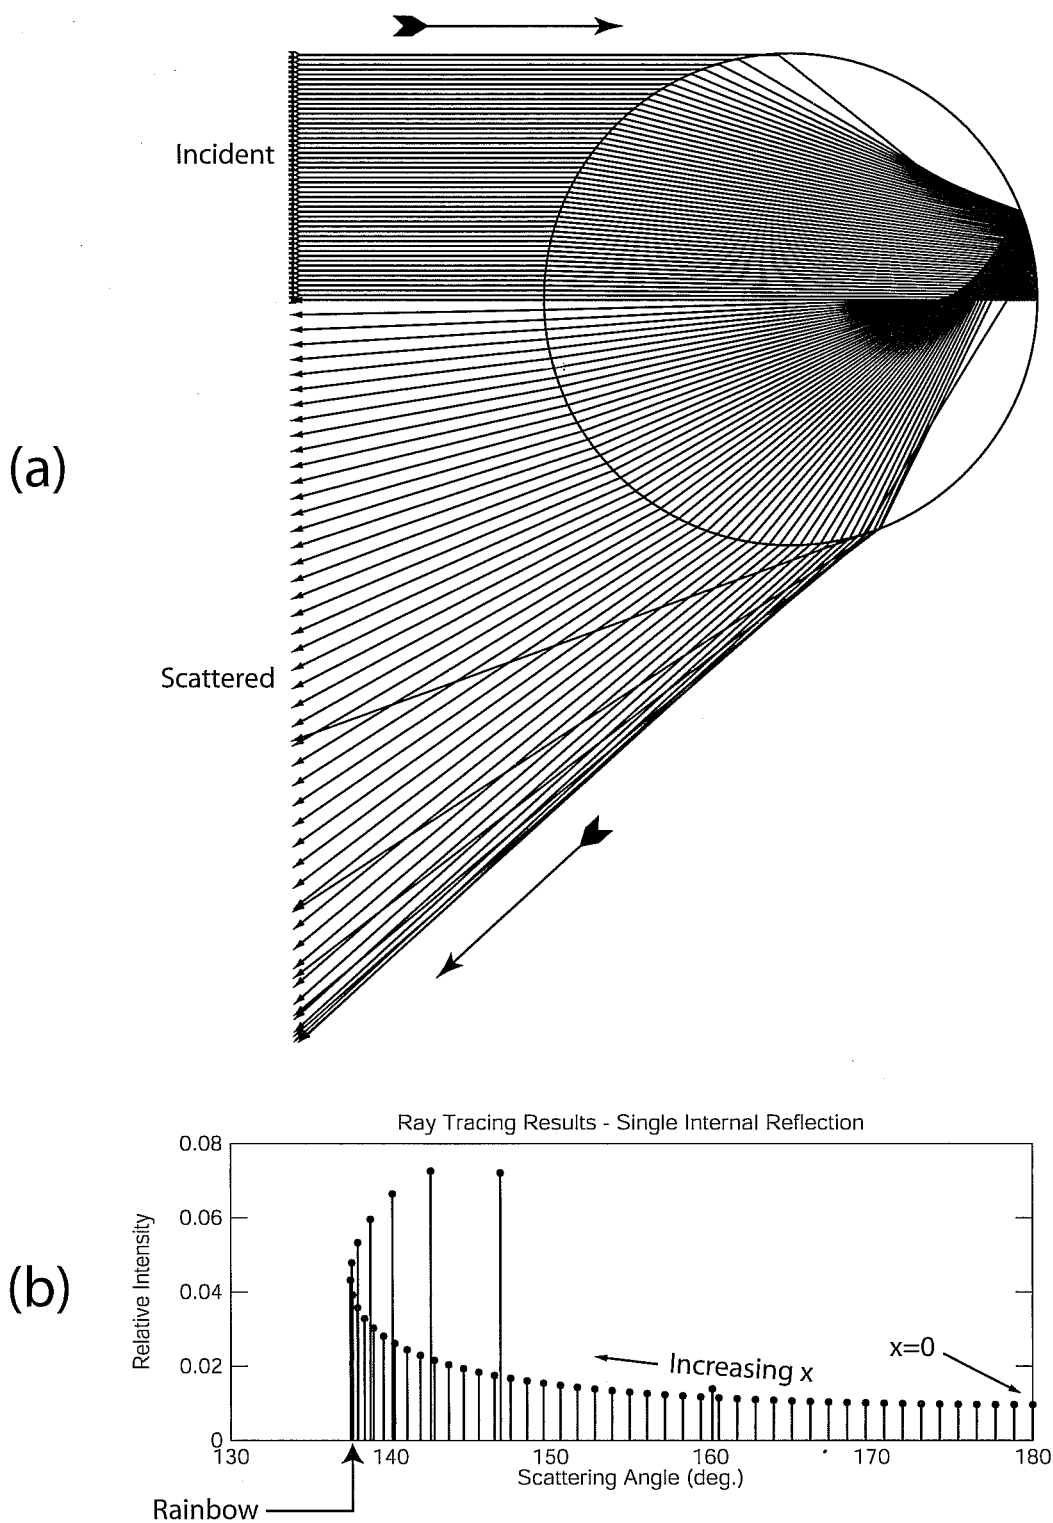 Incident
(a)
Scattered
Ray Tracing Results - Single Internal Reflection
(b)
Relative Intensity
0.08
0.06
0.04
0.02
0
Increasing x
x=0
130
140
150
160
170
180
Scattering Angle (deg.)
Rainbow